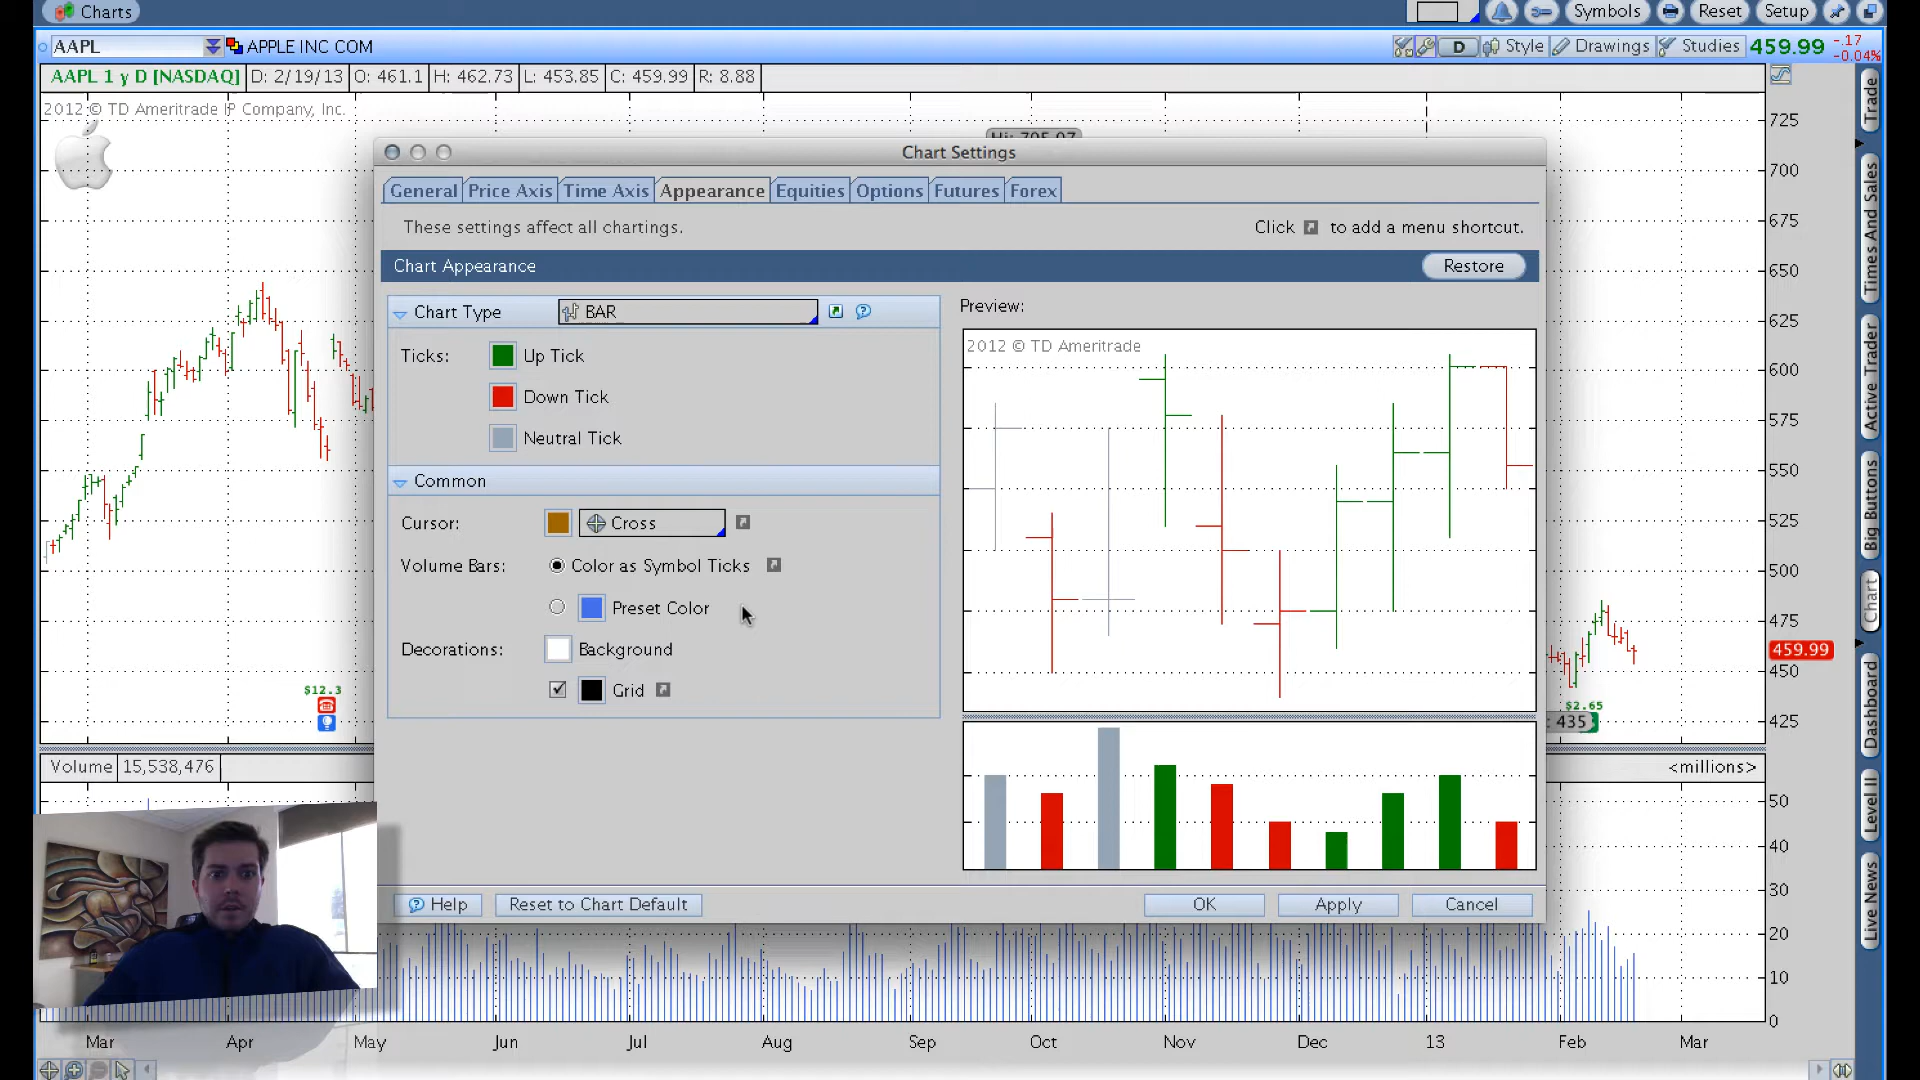 Charts Symbols Reset Setup
AAPL APPLE INC COM D Style Drawings Studies 459.99 -.17 -0.04%
AAPL 1 y D [NASDAQ] D: 2/19/13 O: 461.1 H: 462.73 L: 453.85 C: 459.99 R: 8.88
2012 © TD Ameritrade IP Company, Inc.
Hi: 705.07
Chart Settings
General Price Axis Time Axis Appearance Equities Options Futures Forex
These settings affect all chartings.
Click to add a menu shortcut.
Chart Appearance Restore
Chart Type BAR
Ticks: Up Tick
Down Tick
Neutral Tick
Common
Cursor: Cross
Volume Bars: Color as Symbol Ticks
Preset Color
Decorations: Background
Grid
Preview:
2012 © TD Ameritrade
Help Reset to Chart Default OK Apply Cancel
725
700
675
650
625
600
575
550
525
500
475
459.99
450
425
$12.3
$2.65
: 435
Volume 15,538,476 <millions>
50
40
30
20
10
0
Mar Apr May Jun Jul Aug Sep Oct Nov Dec 13 Feb Mar
Trade
Times And Sales
Active Trader
Big Buttons
Chart
Dashboard
Level II
Live News